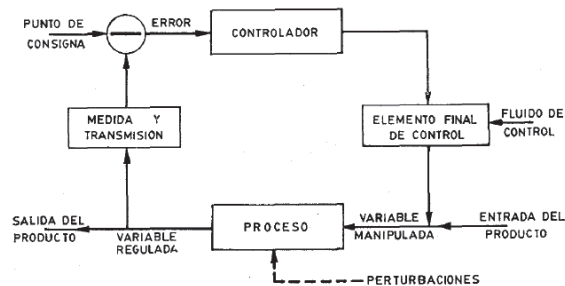 PUNTO DE
CONSIGNA
ERROR
CONTROLADOR
MEDIDA Y
TRANSMISIÓN
ELEMENTO FINAL
DE CONTROL
FLUIDO DE
CONTROL
SALIDA DEL
PRODUCTO
VARIABLE
REGULADA
PROCESO
VARIABLE
MANIPULADA
ENTRADA DEL
PRODUCTO
PERTURBACIONES